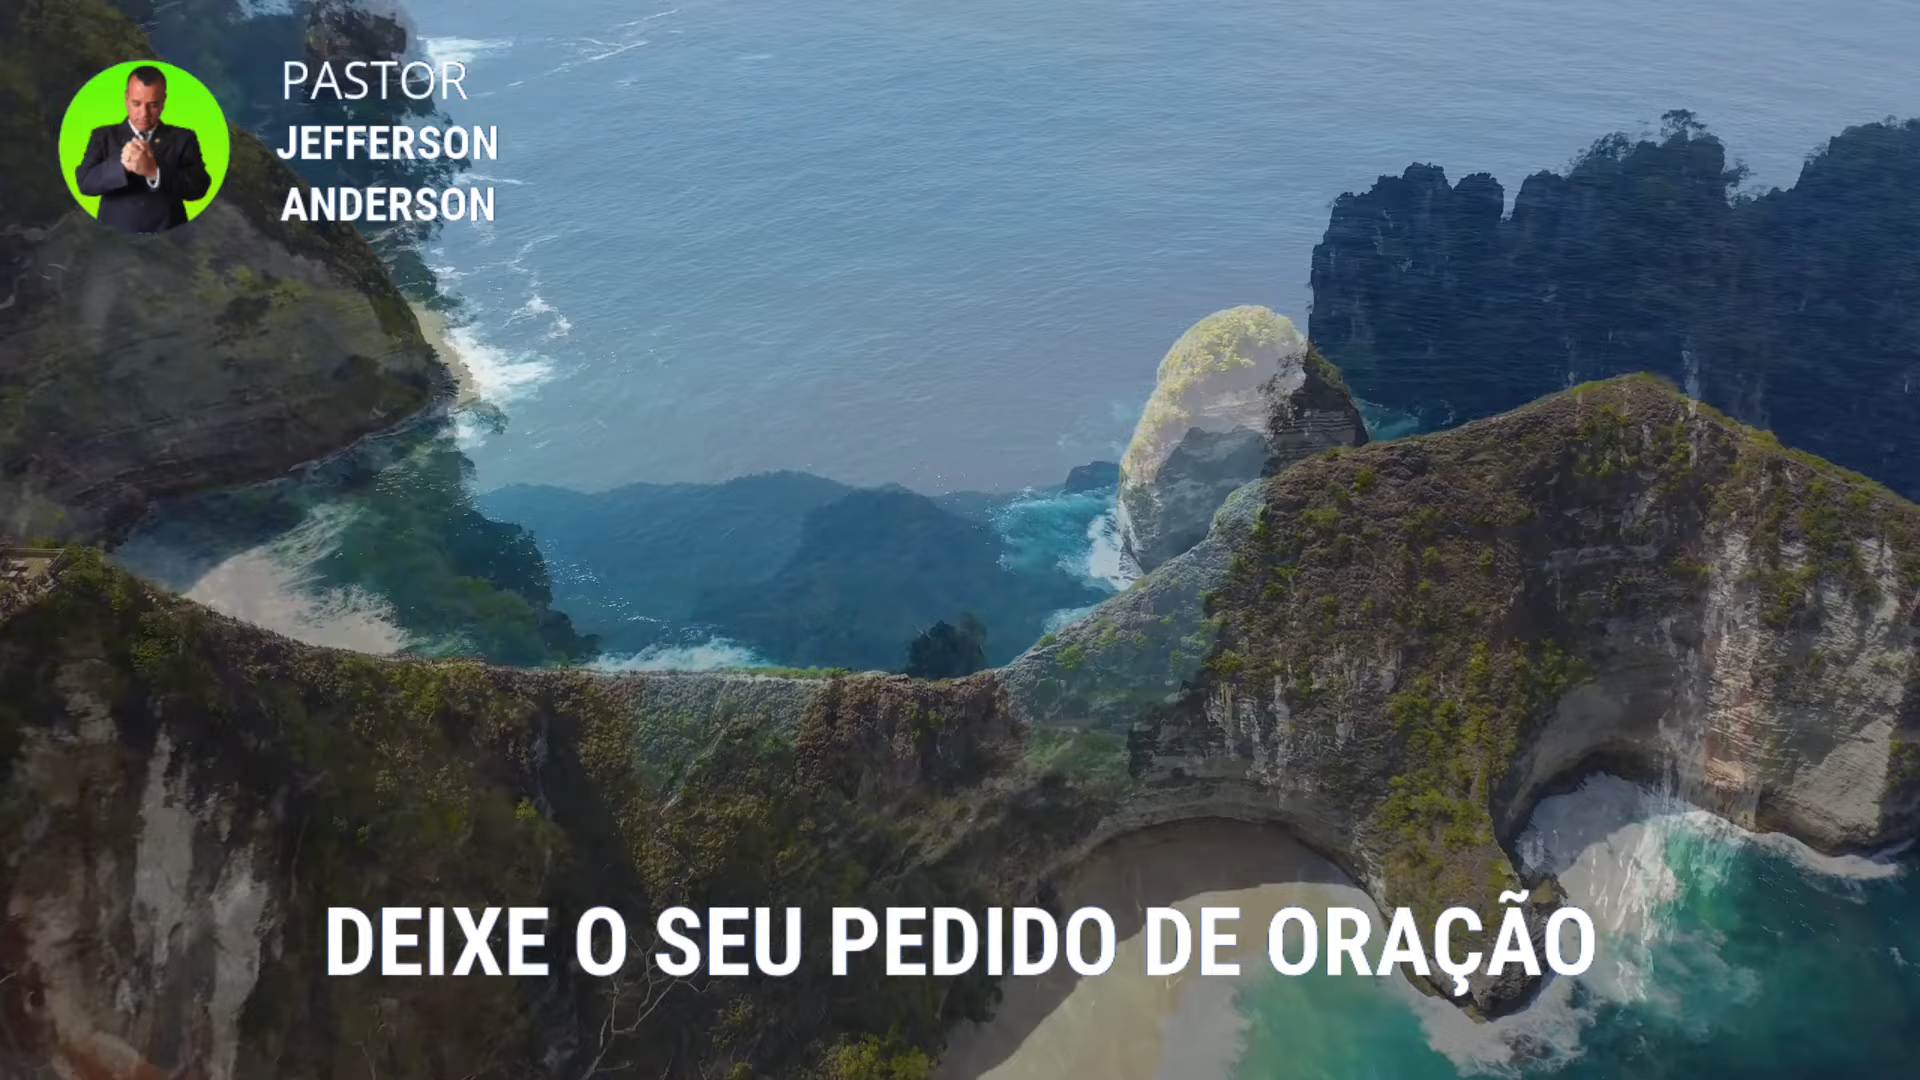 PASTOR
JEFFERSON
ANDERSON
DEIXE O SEU PEDIDO DE ORAÇÃO